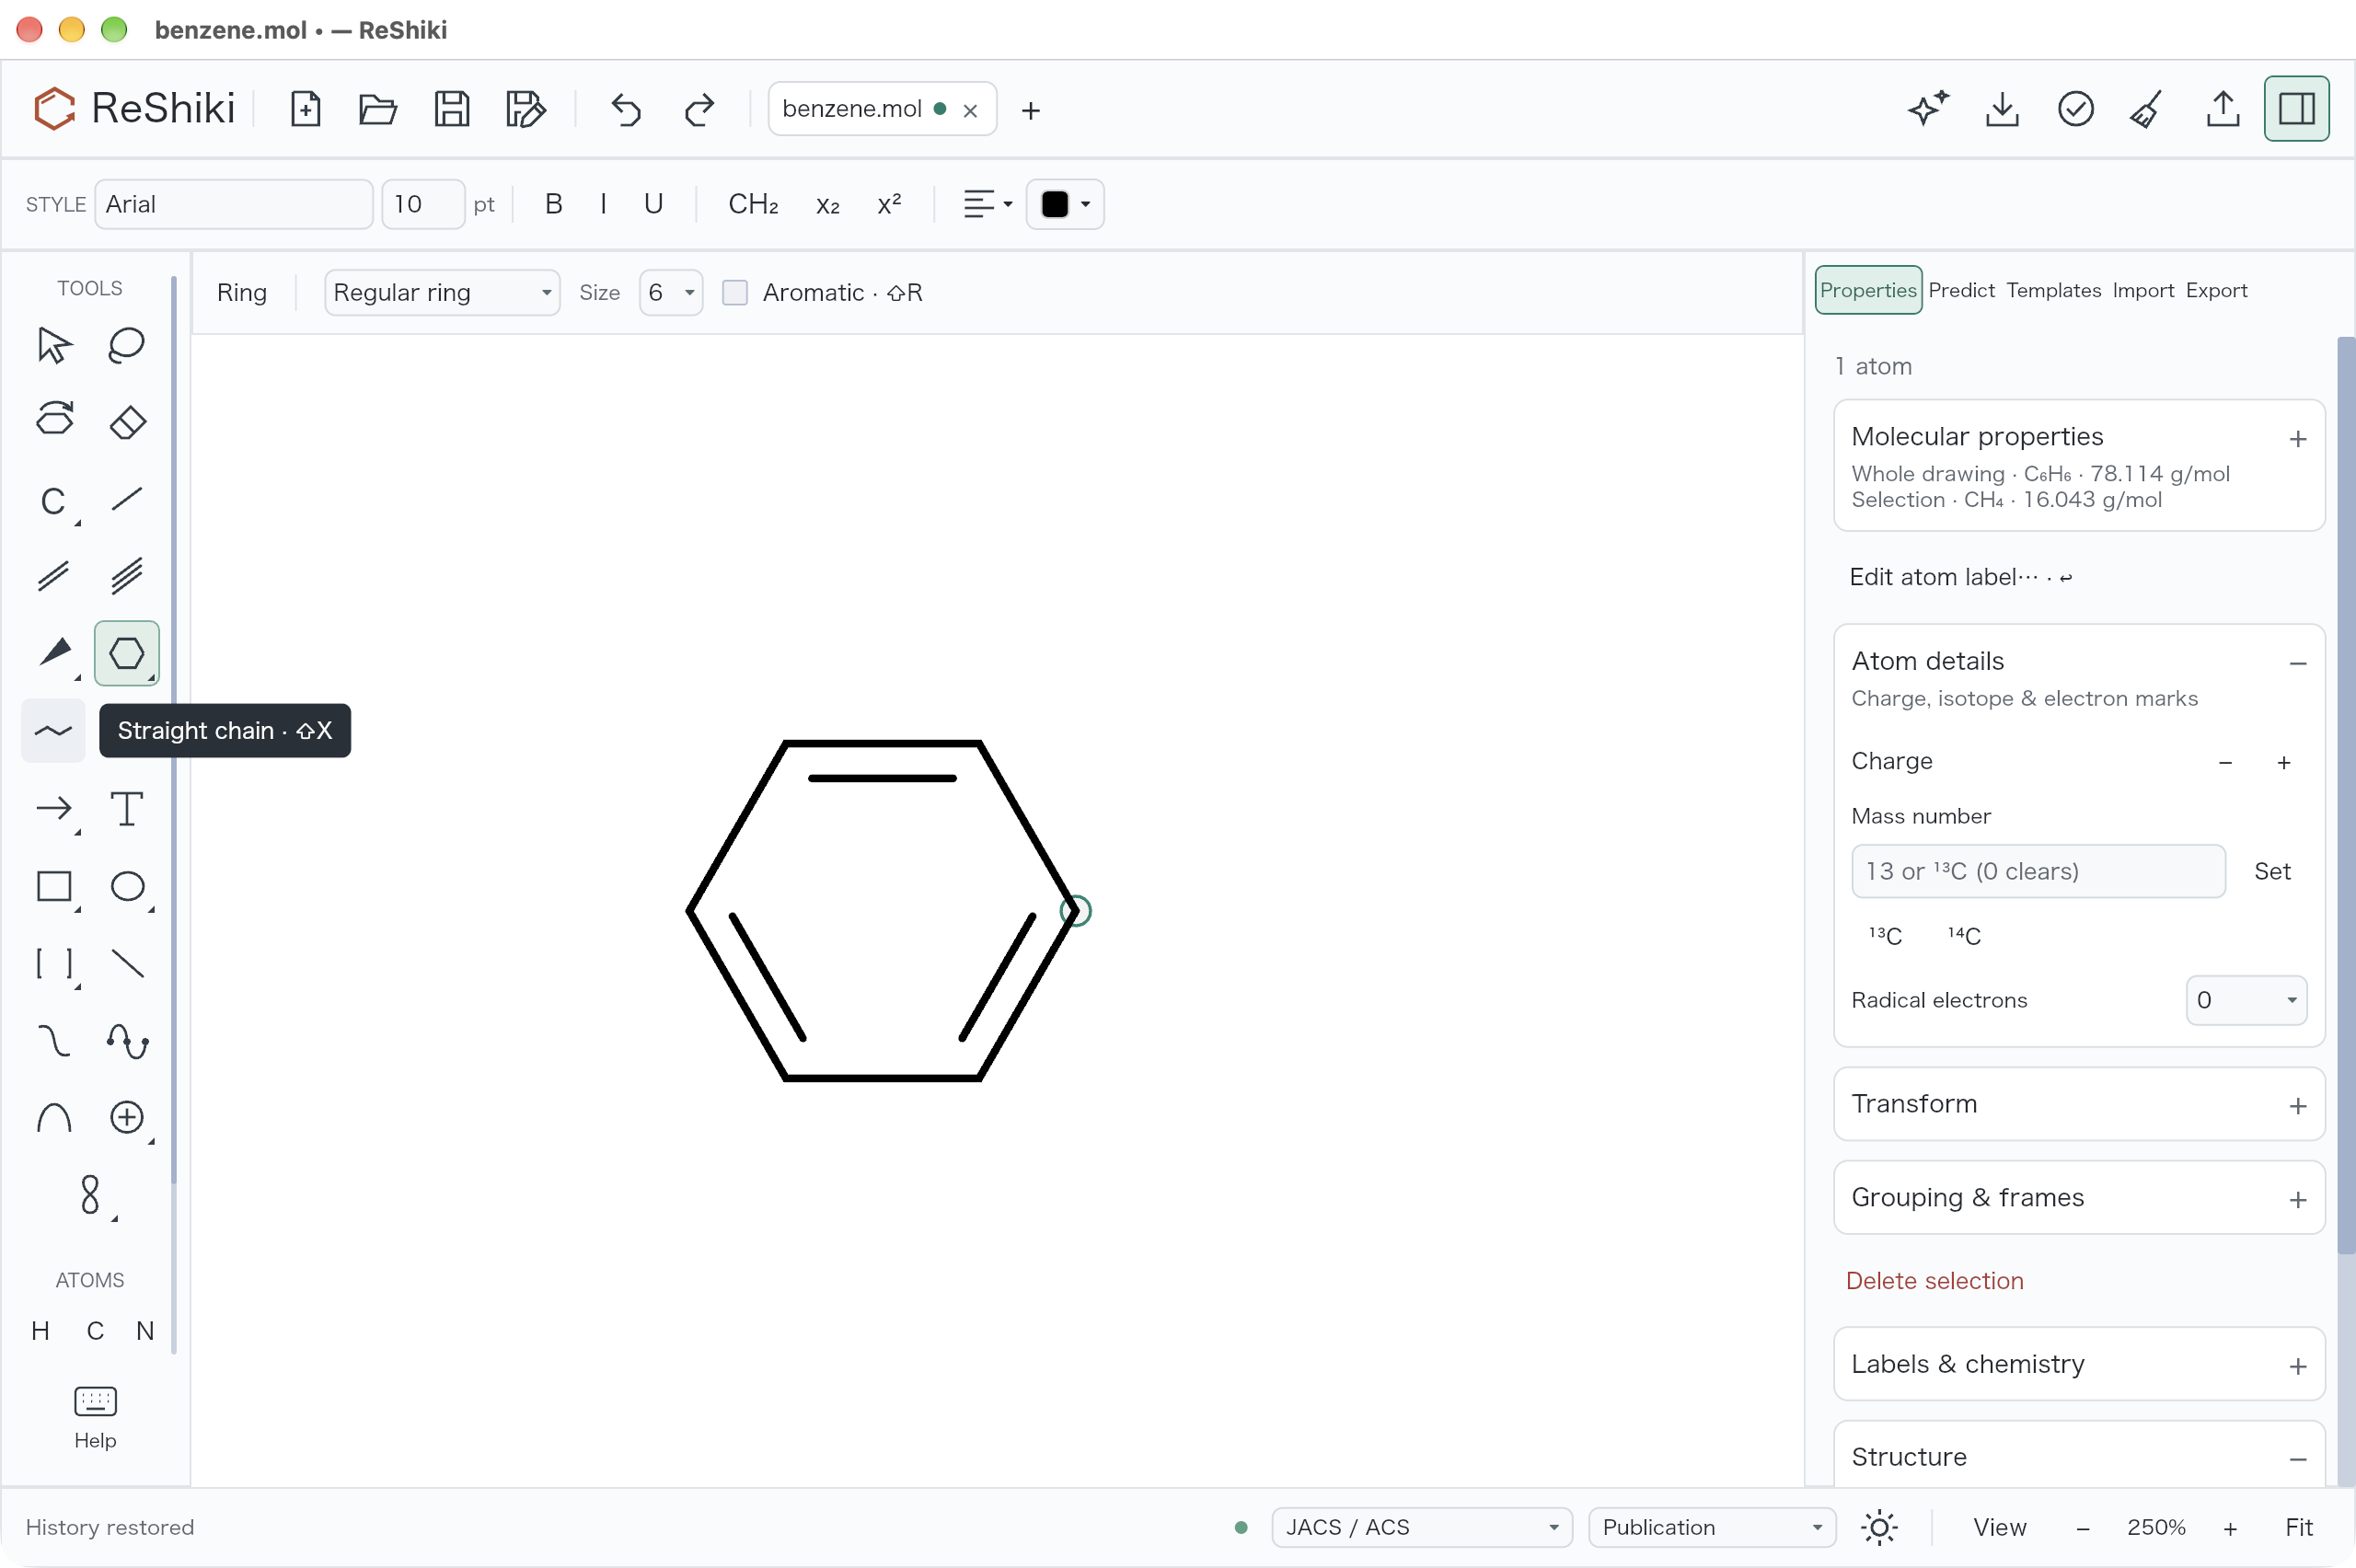 benzene.mol • — ReShiki
ReShiki
benzene.mol ● × +
STYLE Arial 10 pt B I U CH₂ x₂ x²
TOOLS
Ring Regular ring Size 6 Aromatic · ⇧R
Properties Predict Templates Import Export
1 atom
Molecular properties +
Whole drawing · C₆H₆ · 78.114 g/mol
Selection · CH₄ · 16.043 g/mol
C
Edit atom label⋯ · ↩
Atom details −
Charge, isotope & electron marks
Straight chain · ⇧X
Charge − +
T
Mass number
13 or ¹³C (0 clears) Set
¹³C ¹⁴C
[ ]
Radical electrons 0
Transform +
Grouping & frames +
Delete selection
ATOMS
H C N
Labels & chemistry +
Help
Structure −
History restored
JACS / ACS Publication View − 250% + Fit